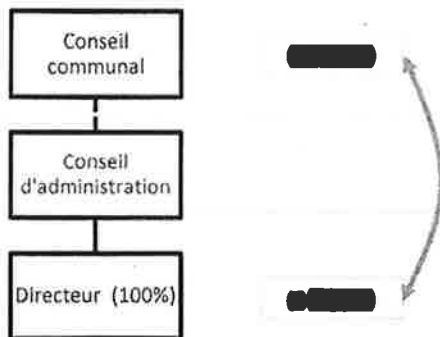 Conseil
communal
Conseil
d'administration
Directeur (100%)